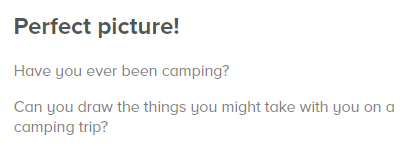 Perfect picture!
Have you ever been camping?
Can you draw the things you might take with you on a
camping trip?